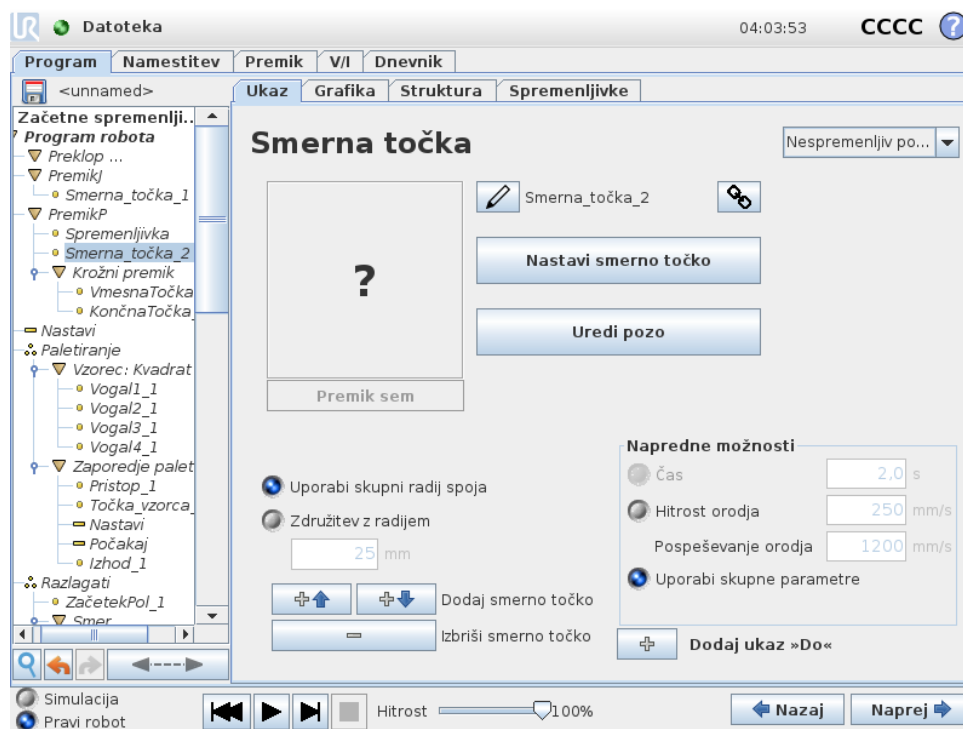 UR Datoteka 04:03:53 CCCC ?
Program Namestitev Premik V/I Dnevnik
<unnamed>
Ukaz Grafika Struktura Spremenljivke
Začetne spremenlji..
Program robota
Preklop ...
PremikJ
Smerna_točka_1
PremikP
Spremenljivka
Smerna_točka_2
Krožni premik
VmesnaTočka
KončnaTočka_
Nastavi
Paletiranje
Vzorec: Kvadrat
Vogal1_1
Vogal2_1
Vogal3_1
Vogal4_1
Zaporedje palet
Pristop_1
Točka_vzorca_
Nastavi
Počakaj
Izhod_1
Razlagati
ZačetekPol_1
Smer
Smerna točka
Nespremenljiv po...
?
Premik sem
Smerna_točka_2
Nastavi smerno točko
Uredi pozo
Uporabi skupni radij spoja
Združitev z radijem
25 mm
Dodaj smerno točko
Izbriši smerno točko
Napredne možnosti
Čas 2,0 s
Hitrost orodja 250 mm/s
Pospeševanje orodja 1200 mm/s
Uporabi skupne parametre
Dodaj ukaz »Do«
Simulacija
Pravi robot
Hitrost 100%
Nazaj Naprej